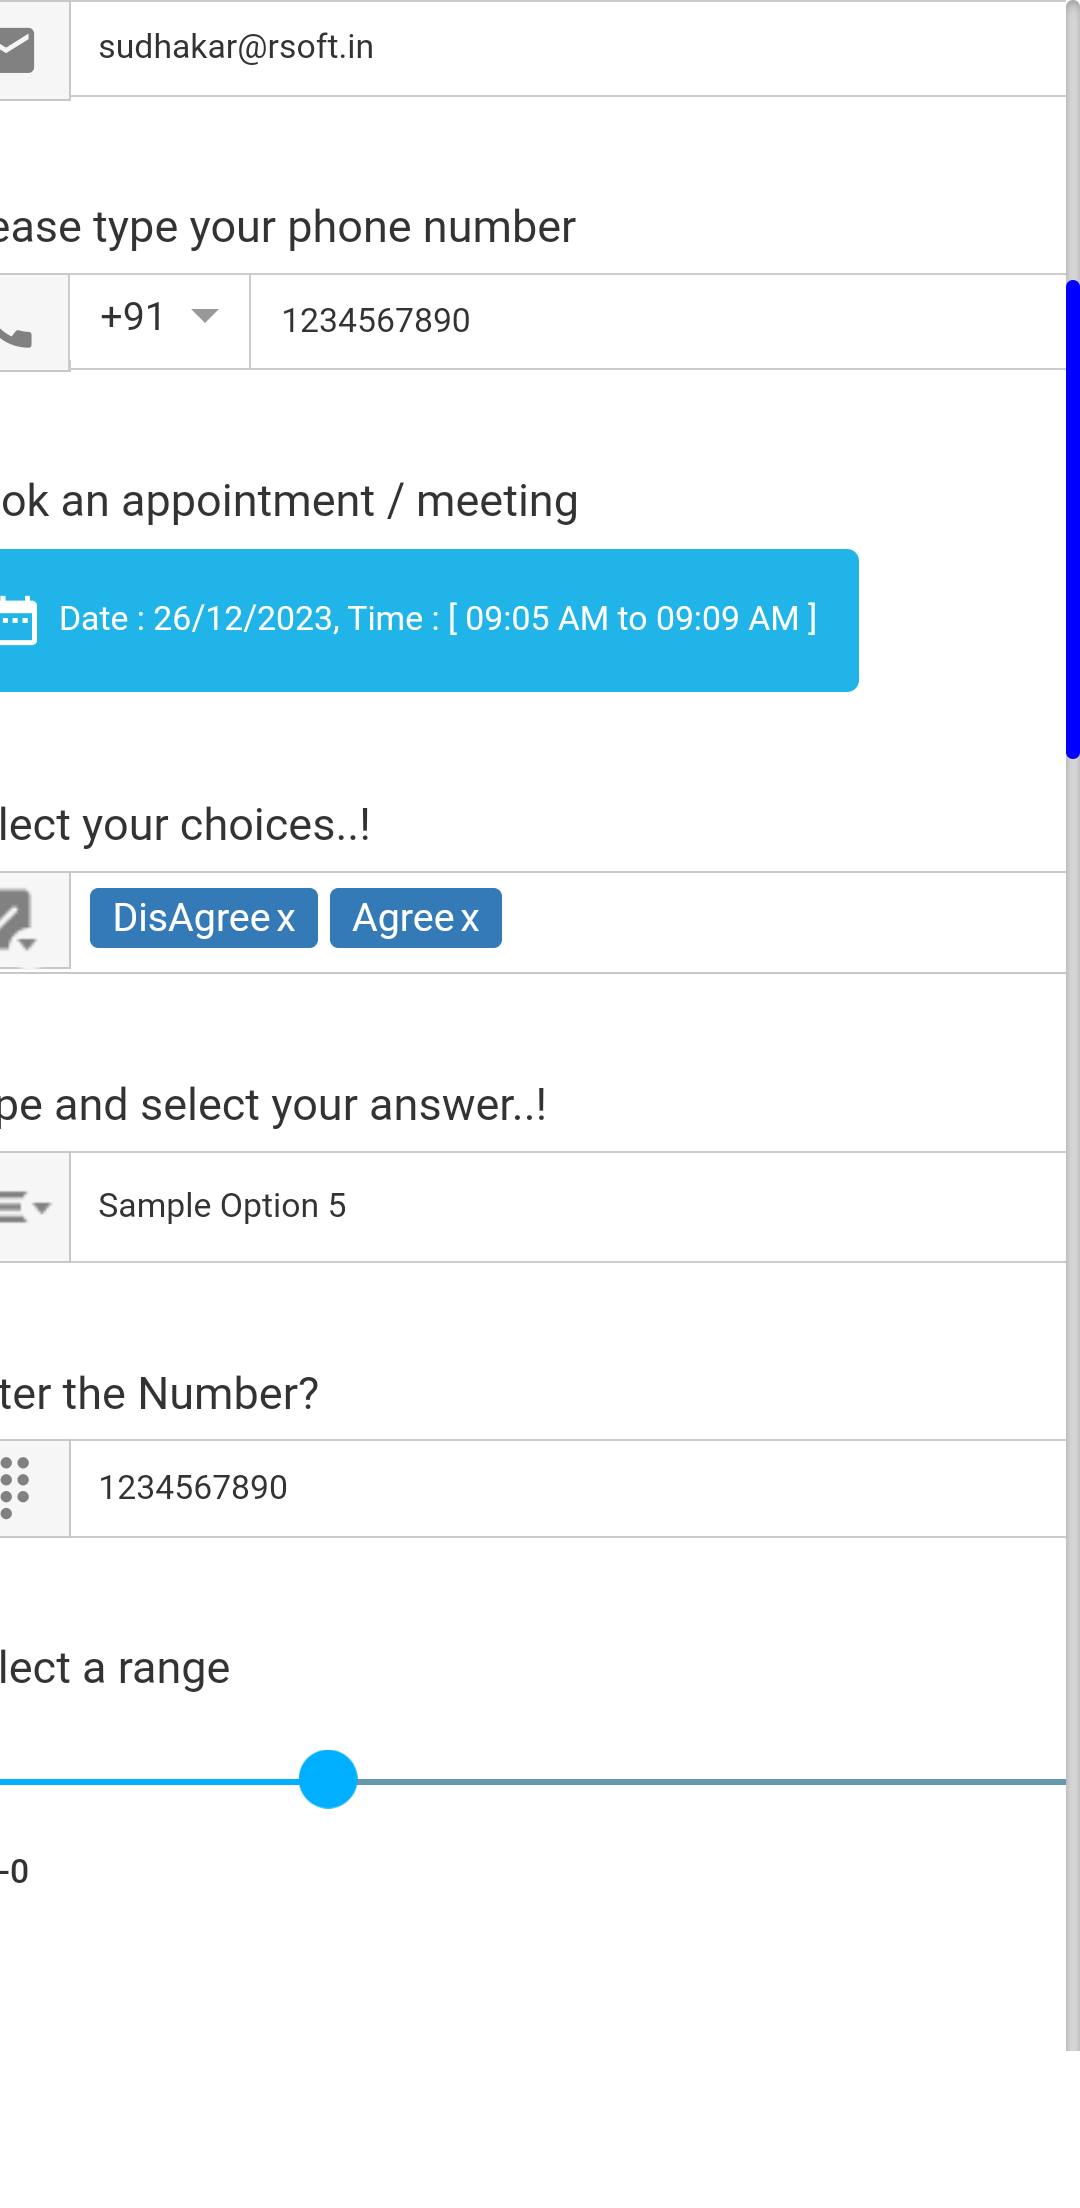 sudhakar@rsoft.in
ease type your phone number
+91 1234567890
ok an appointment / meeting
Date : 26/12/2023, Time : [ 09:05 AM to 09:09 AM ]
lect your choices..!
DisAgree x Agree x
pe and select your answer..!
Sample Option 5
ter the Number?
1234567890
lect a range
-0